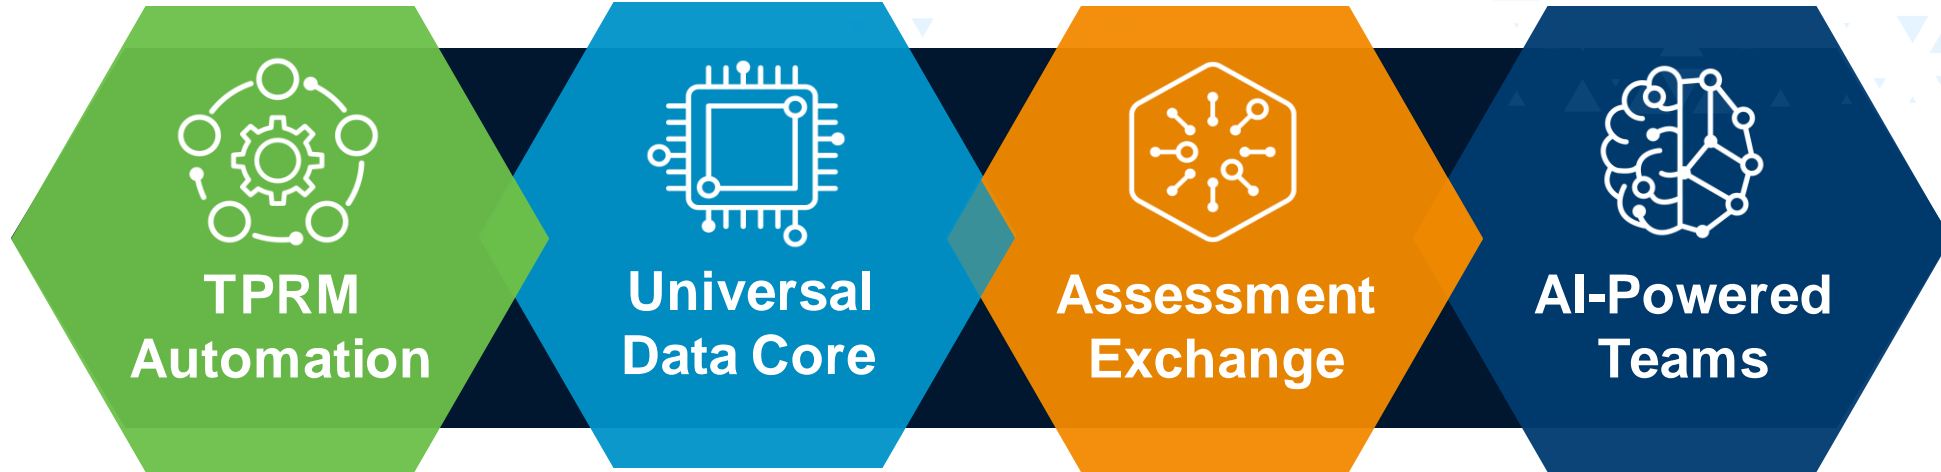 TPRM
Automation
Universal
Data Core
Assessment
Exchange
AI-Powered
Teams